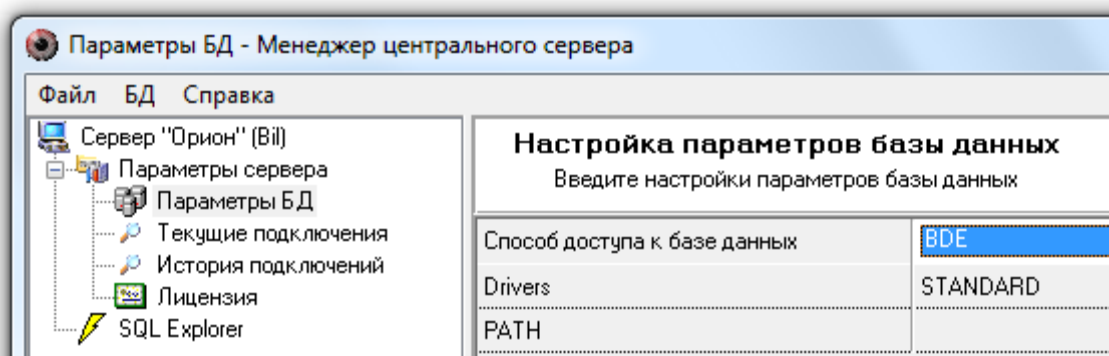 Параметры БД - Менеджер центрального сервера
Файл БД Справка
Сервер "Орион" (Bil)
Параметры сервера
Параметры БД
Текущие подключения
История подключений
Лицензия
SQL Explorer
Настройка параметров базы данных
Введите настройки параметров базы данных
Способ доступа к базе данных BDE
Drivers STANDARD
PATH